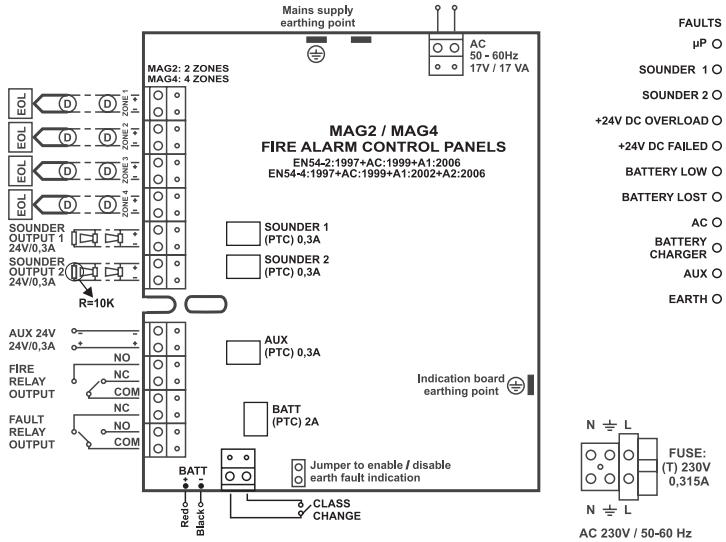 Mains supply
earthing point
AC
50 - 60Hz
17V / 17 VA
MAG2: 2 ZONES
MAG4: 4 ZONES
MAG2 / MAG4
FIRE ALARM CONTROL PANELS
EN54-2:1997+AC:1999+A1:2006
EN54-4:1997+AC:1999+A1:2002+A2:2006
EOL D D ZONE 1 + -
EOL D D ZONE 2 + -
EOL D D ZONE 3 + -
EOL D D ZONE 4 + -
SOUNDER
OUTPUT 1
24V/0,3A
+
-
SOUNDER
OUTPUT 2
24V/0,3A
+
-
R=10K
SOUNDER 1
(PTC) 0,3A
SOUNDER 2
(PTC) 0,3A
AUX 24V - -
24V/0,3A + +
FIRE
RELAY
OUTPUT
NO
NC
COM
FAULT
RELAY
OUTPUT
NC
NO
COM
AUX
(PTC) 0,3A
BATT
(PTC) 2A
Indication board
earthing point
BATT
+ -
Red
Black
Jumper to enable / disable
earth fault indication
CLASS
CHANGE
FAULTS
µP
SOUNDER 1
SOUNDER 2
+24V DC OVERLOAD
+24V DC FAILED
BATTERY LOW
BATTERY LOST
AC
BATTERY
CHARGER
AUX
EARTH
N L
FUSE:
(T) 230V
0,315A
N L
AC 230V / 50-60 Hz